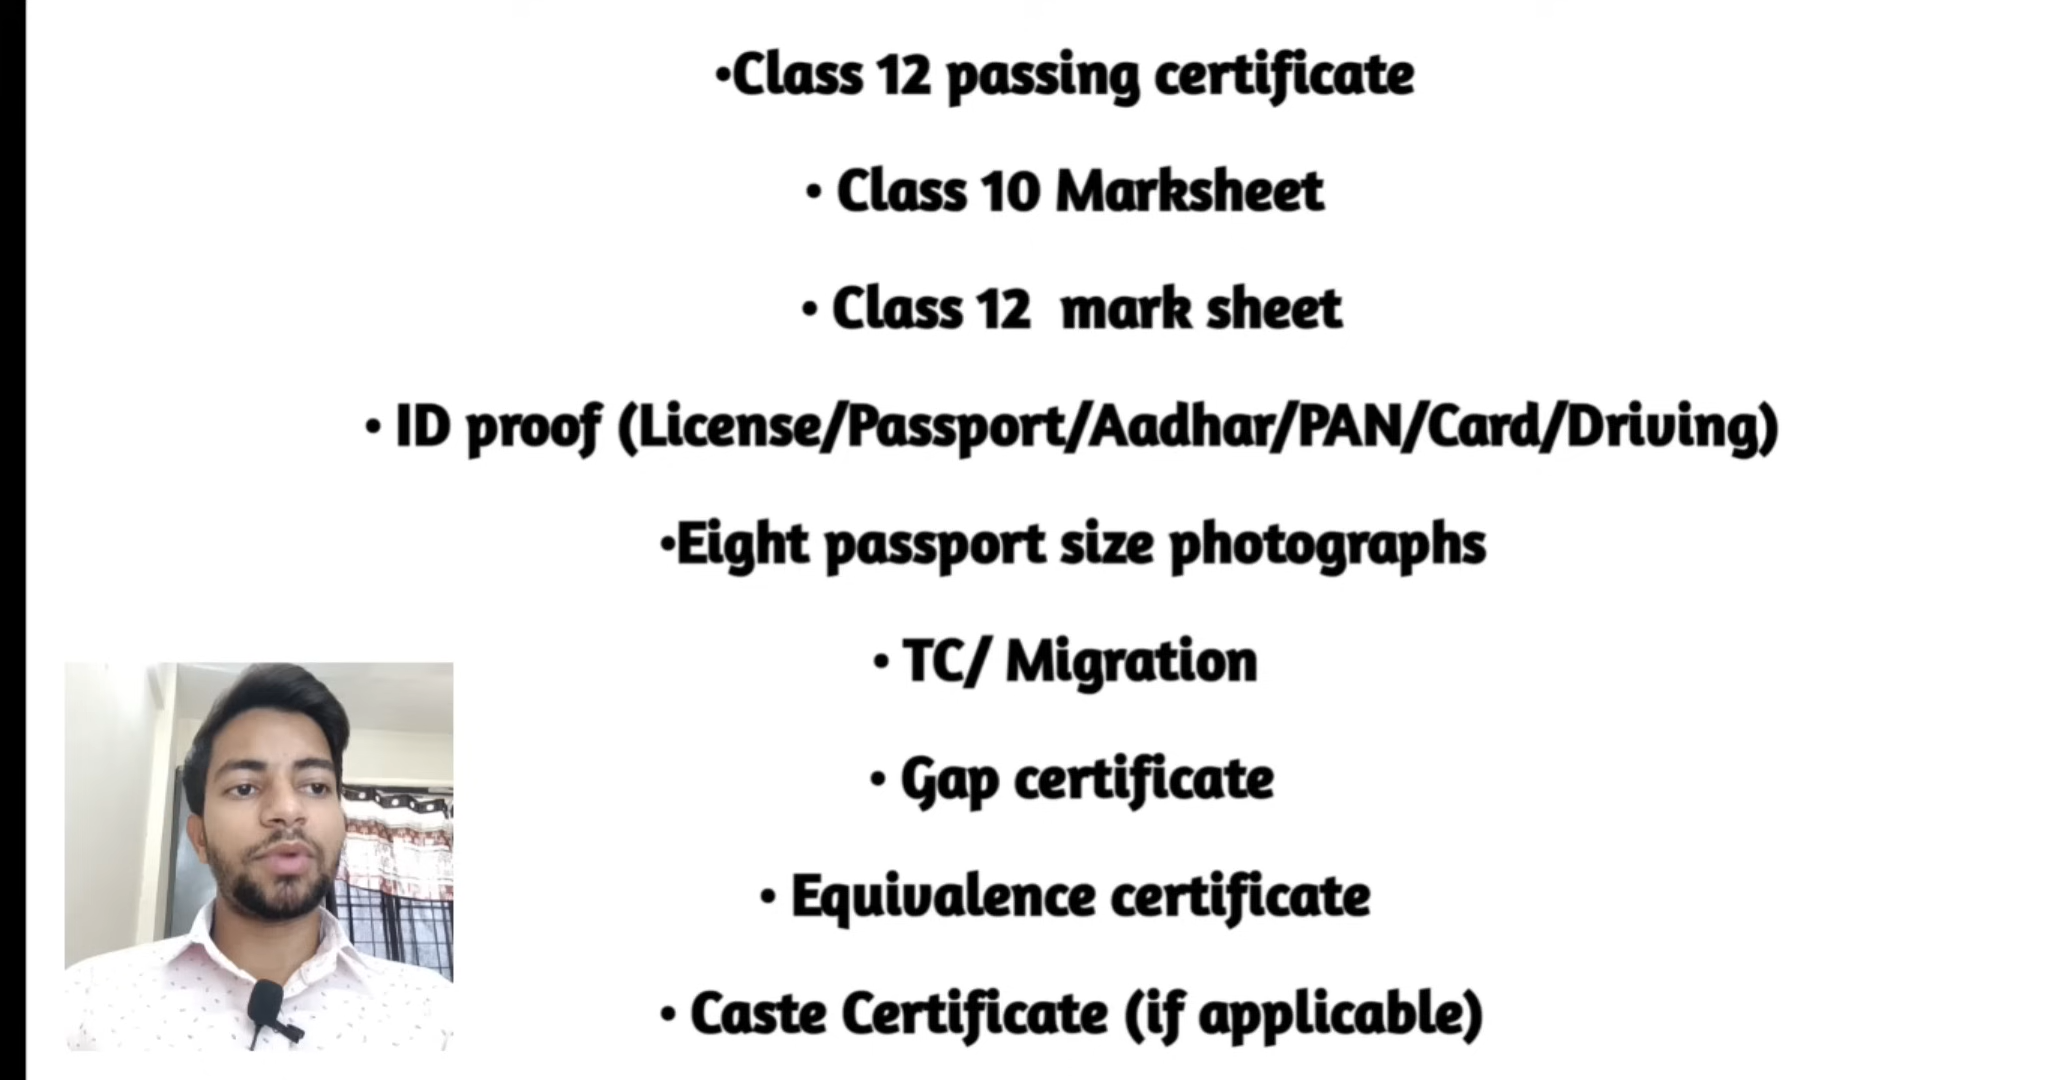 •Class 12 passing certificate
• Class 10 Marksheet
• Class 12 mark sheet
• ID proof (License/Passport/Aadhar/PAN/Card/Driving)
•Eight passport size photographs
• TC/ Migration
• Gap certificate
• Equivalence certificate
• Caste Certificate (if applicable)